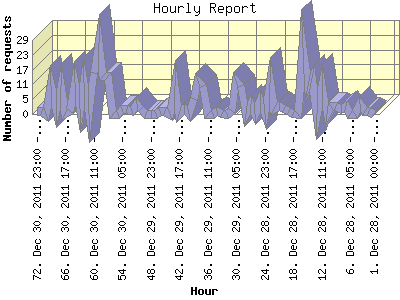 Hourly Report
Number of requests
29
23
17
11
5
0
72. Dec 30, 2011 23:00
66. Dec 30, 2011 17:00
60. Dec 30, 2011 11:00
54. Dec 30, 2011 05:00
48. Dec 29, 2011 23:00
42. Dec 29, 2011 17:00
36. Dec 29, 2011 11:00
30. Dec 29, 2011 05:00
24. Dec 28, 2011 23:00
18. Dec 28, 2011 17:00
12. Dec 28, 2011 11:00
6. Dec 28, 2011 05:00
1. Dec 28, 2011 00:00
Hour